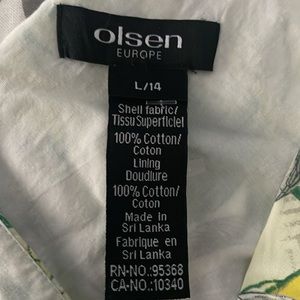 olsen
EUROPE
L/14
Shell fabric/
Tissu Superficiel
100% Cotton/
Coton
Lining
Doudlure
100% Cotton/
Coton
Made in
Sri Lanka
Fabrique en
Sri Lanka
RN-NO.:95368
CA-NO.:10340